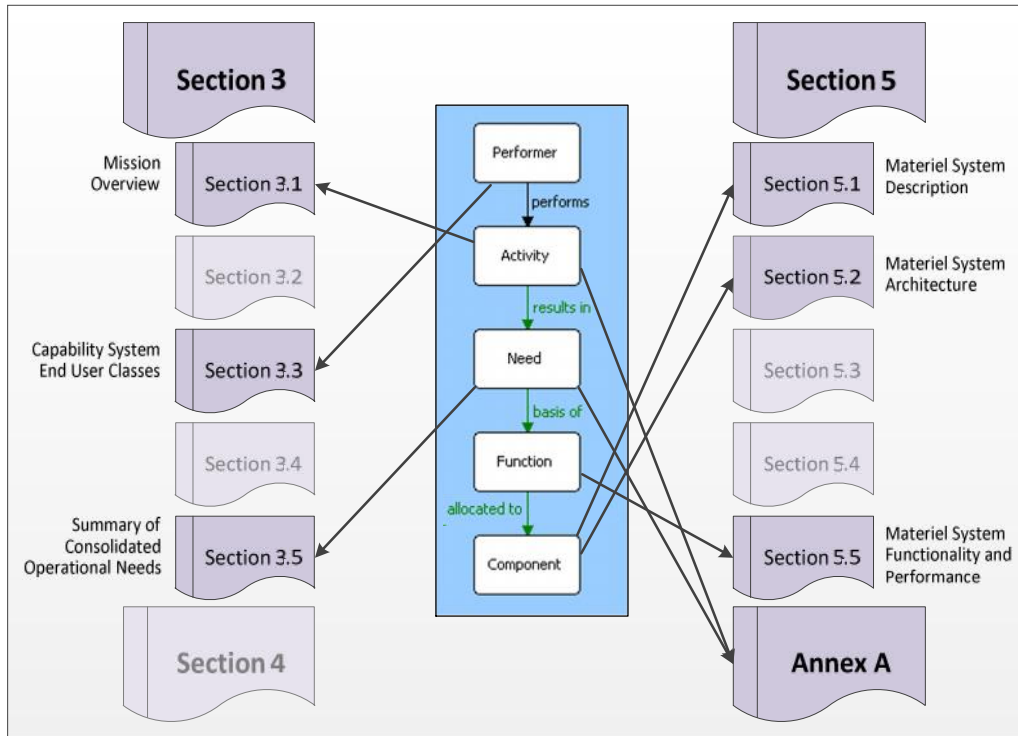 Section 3
Mission
Overview
Section 3.1
Section 3.2
Capability System
End User Classes
Section 3.3
Section 3.4
Summary of
Consolidated
Operational Needs
Section 3.5
Section 4
Performer
performs
Activity
results in
Need
basis of
Function
allocated to
Component
Section 5
Section 5.1
Materiel System
Description
Section 5.2
Materiel System
Architecture
Section 5.3
Section 5.4
Section 5.5
Materiel System
Functionality and
Performance
Annex A